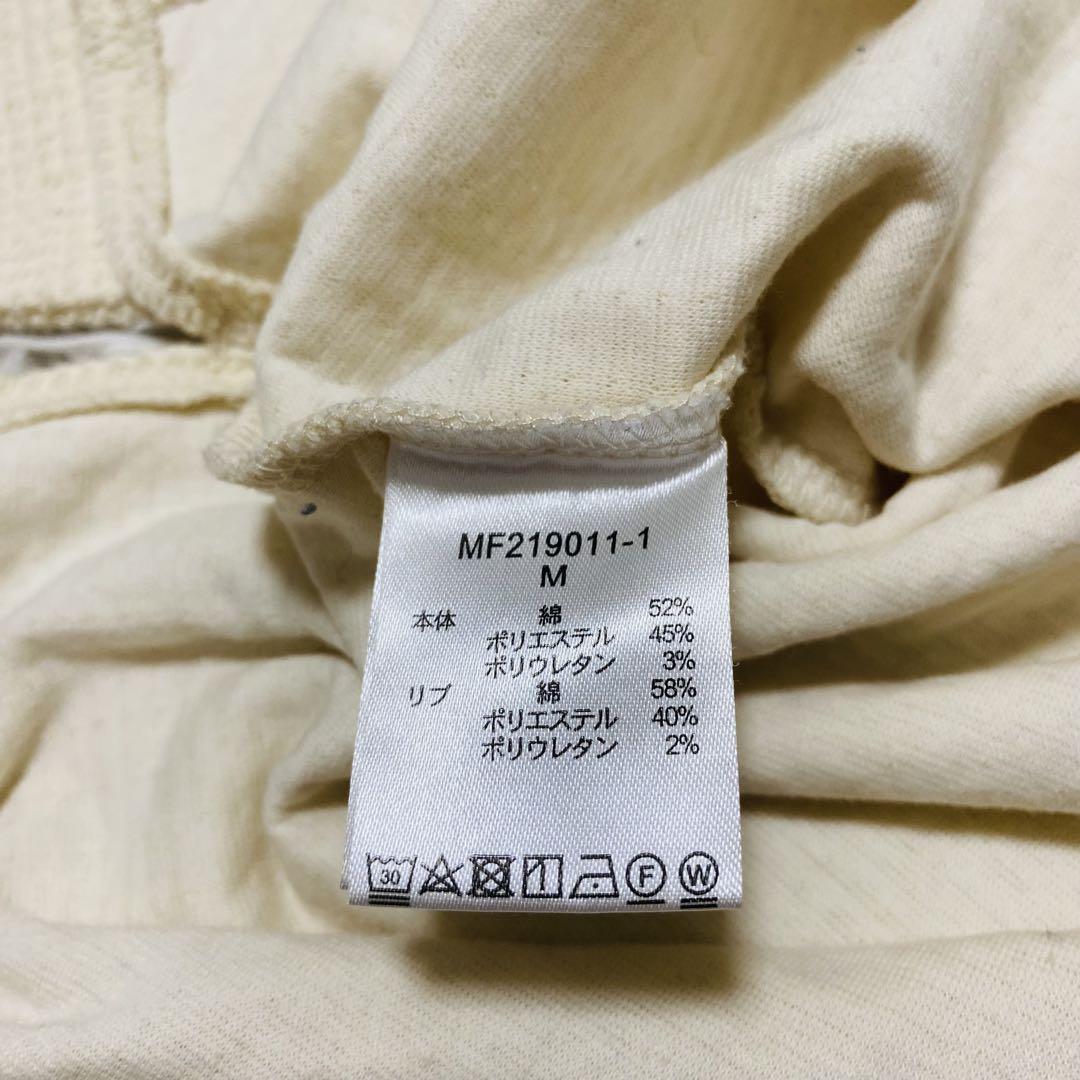 MF219011-1
M
本体 綿 52%
ポリエステル 45%
ポリウレタン 3%
リブ 綿 58%
ポリエステル 40%
ポリウレタン 2%
30 F W